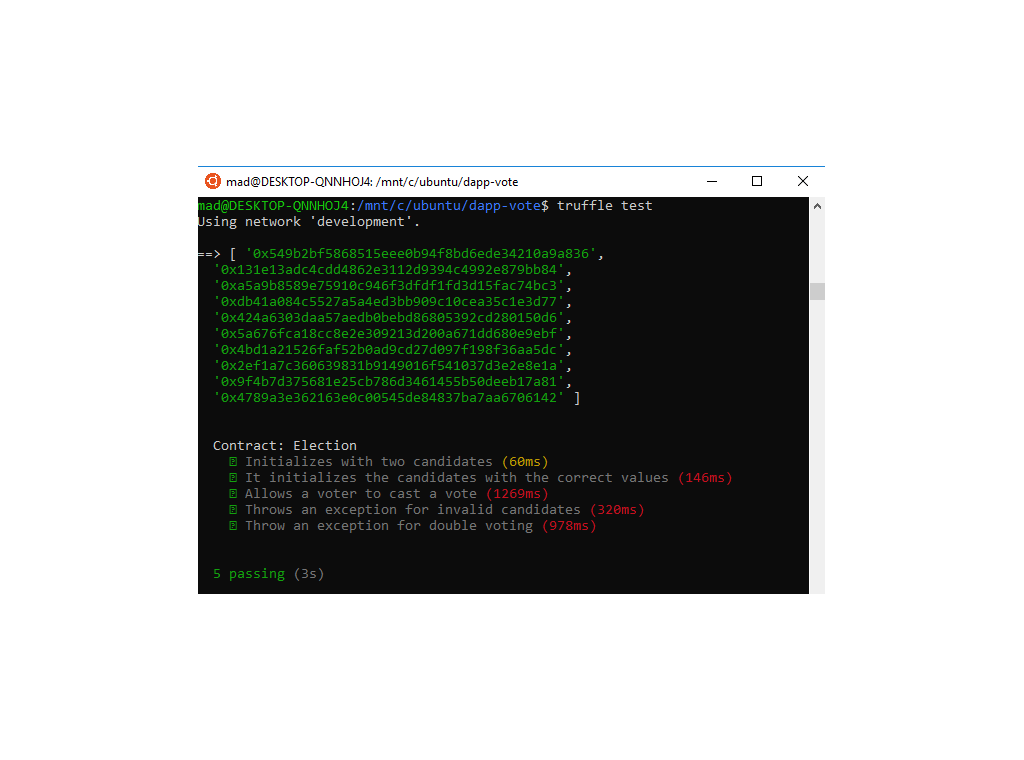 mad@DESKTOP-QNNHOJ4: /mnt/c/ubuntu/dapp-vote
mad@DESKTOP-QNNHOJ4:/mnt/c/ubuntu/dapp-vote$ truffle test
Using network 'development'.
==> [ '0x549b2bf5868515eee0b94f8bd6ede34210a9a836',
'0x131e13adc4cdd4862e3112d9394c4992e879bb84',
'0xa5a9b8589e75910c946f3dfdf1fd3d15fac74bc3',
'0xdb41a084c5527a5a4ed3bb909c10cea35c1e3d77',
'0x424a6303daa57aedb0bebd86805392cd280150d6',
'0x5a676fca18cc8e2e309213d200a671dd680e9ebf',
'0x4bd1a21526faf52b0ad9cd27d097f198f36aa5dc',
'0x2ef1a7c360639831b9149016f541037d3e2e8e1a',
'0x9f4b7d375681e25cb786d3461455b50deeb17a81',
'0x4789a3e362163e0c00545de84837ba7aa6706142' ]
Contract: Election
Initializes with two candidates (60ms)
It initializes the candidates with the correct values (146ms)
Allows a voter to cast a vote (1269ms)
Throws an exception for invalid candidates (320ms)
Throw an exception for double voting (978ms)
5 passing (3s)